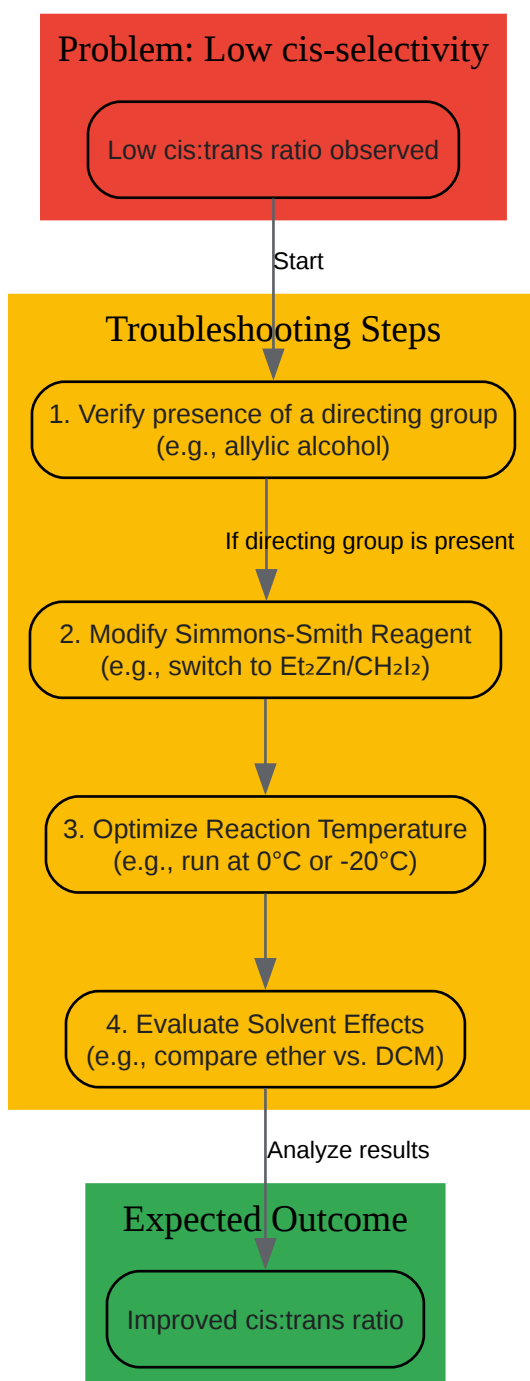 Problem: Low cis-selectivity
Low cis:trans ratio observed
Start
Troubleshooting Steps
1. Verify presence of a directing group
(e.g., allylic alcohol)
If directing group is present
2. Modify Simmons-Smith Reagent
(e.g., switch to Et₂Zn/CH₂I₂)
3. Optimize Reaction Temperature
(e.g., run at 0°C or -20°C)
4. Evaluate Solvent Effects
(e.g., compare ether vs. DCM)
Analyze results
Expected Outcome
Improved cis:trans ratio